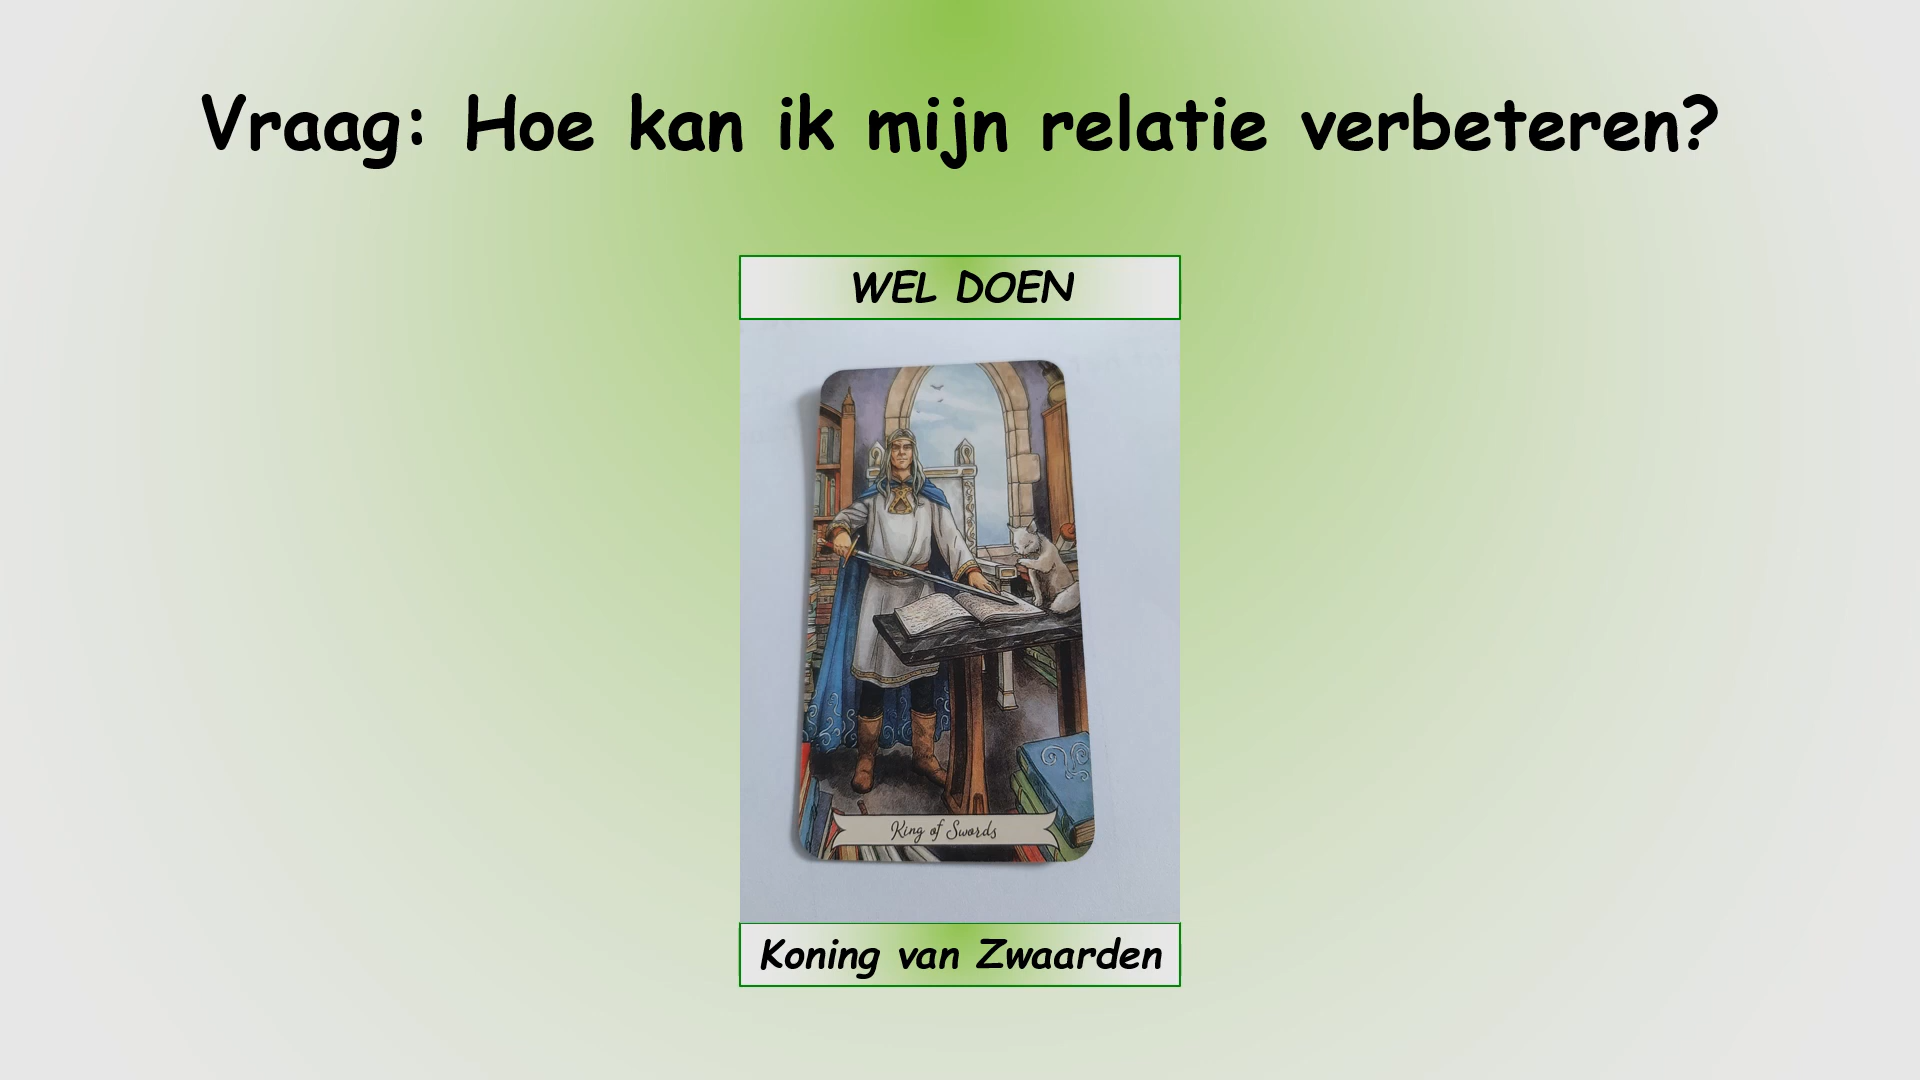 Vraag: Hoe kan ik mijn relatie verbeteren?
WEL DOEN
King of Swords
Koning van Zwaarden